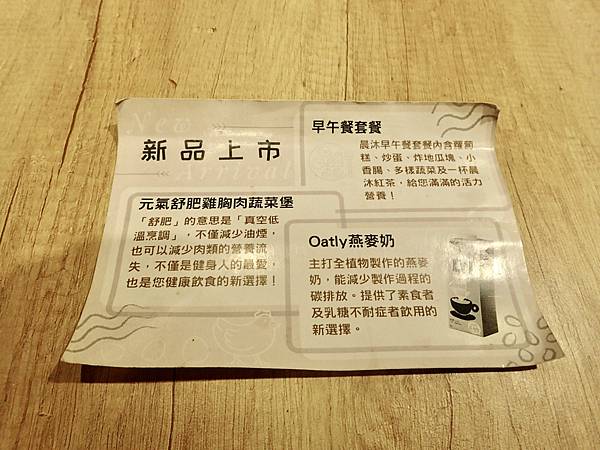 New
Arrival
新品上市
元氣舒肥雞胸肉蔬菜堡
「舒肥」的意思是「真空低
溫烹調」，不僅減少油煙，
也可以減少肉類的營養流
失，不僅是健身人的最愛，
也是您健康飲食的新選擇！
早午餐套餐
晨沐早午餐套餐內含蘿蔔
糕、炒蛋、炸地瓜塊、小
香腸、多樣蔬菜及一杯晨
沐紅茶，給您滿滿的活力
營養！
Oatly燕麥奶
主打全植物製作的燕麥
奶，能減少製作過程的
碳排放。提供了素食者
及乳糖不耐症者飲用的
新選擇。